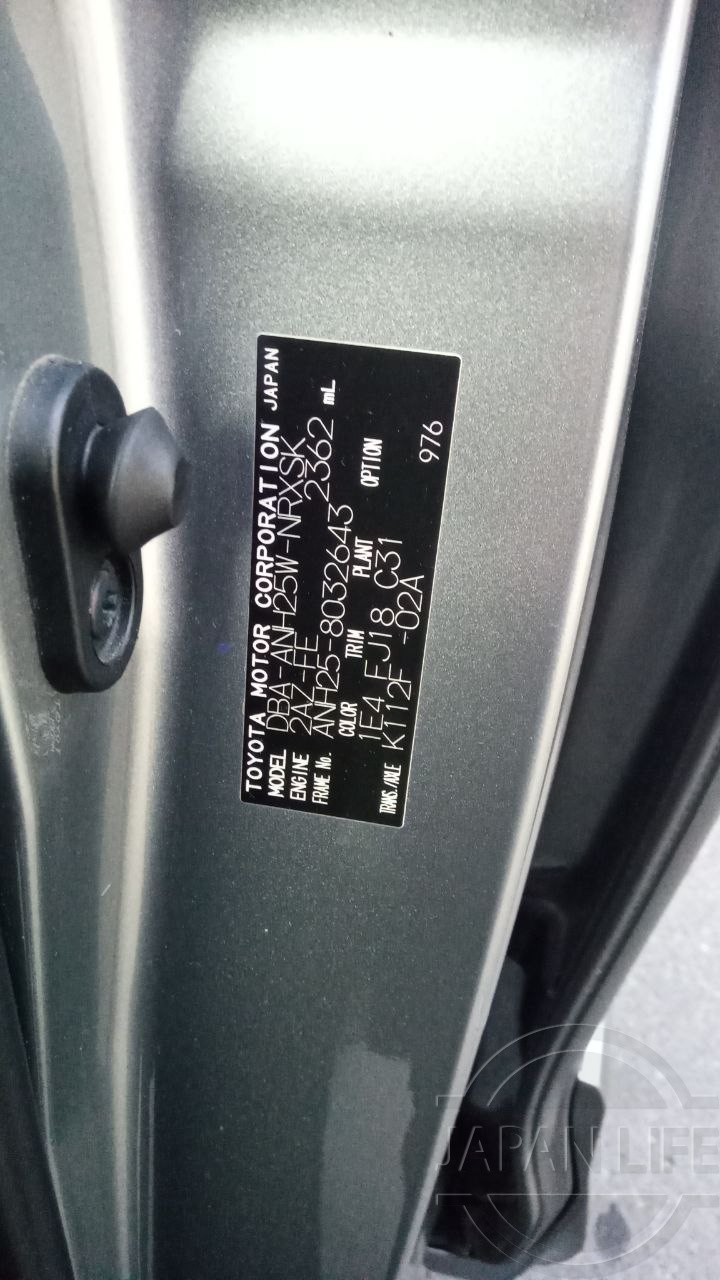 TOYOTA MOTOR CORPORATION JAPAN
MODEL DBA-ANH25W-NRXSK
ENGINE 2AZ-FE 2362 mL
FRAME No. ANH25-8032643
COLOR TRIM PLANT OPTION
1E4 FJ18 C31
TRANS./AXLE K112F -02A 976
JAPAN LIFE